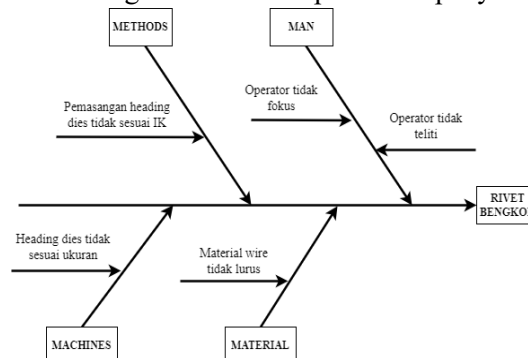 METHODS
MAN
Pemasangan heading
dies tidak sesuai IK
Operator tidak
fokus
Operator tidak
teliti
RIVET
BENGKOK
Heading dies tidak
sesuai ukuran
Material wire
tidak lurus
MACHINES
MATERIAL